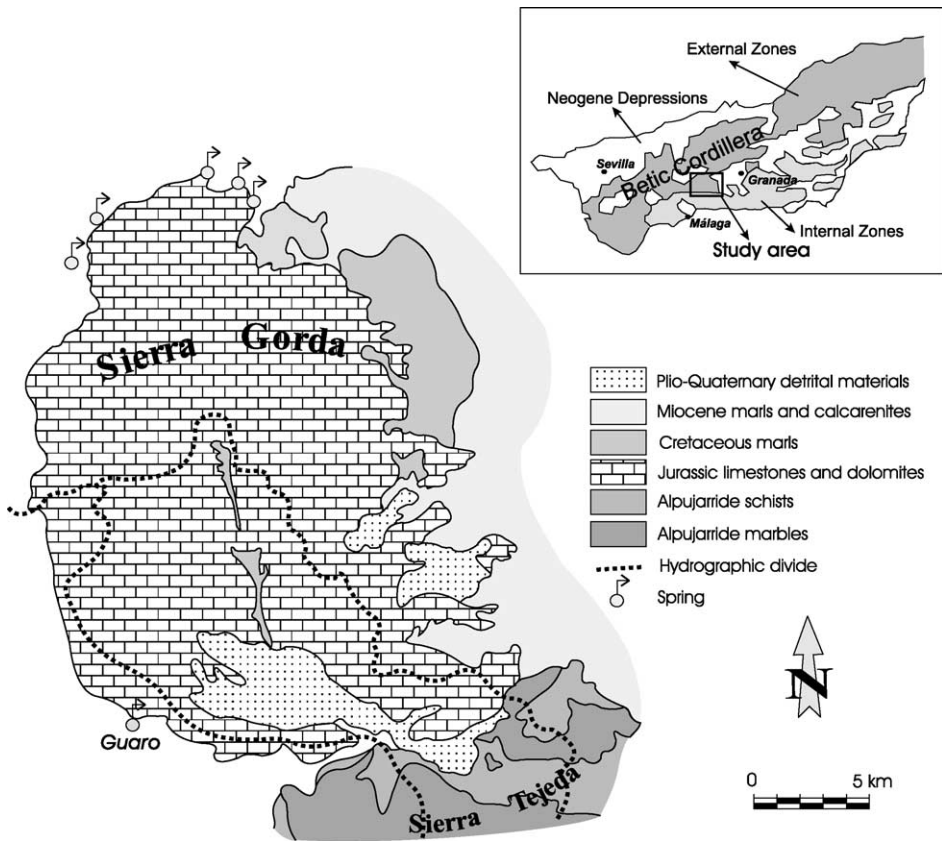 External Zones
Neogene Depressions
Betic Cordillera
Sevilla
Granada
Málaga
Internal Zones
Study area
Sierra Gorda
Plio-Quaternary detrital materials
Miocene marls and calcarenites
Cretaceous marls
Jurassic limestones and dolomites
Alpujarride schists
Alpujarride marbles
Hydrographic divide
Spring
N
Guaro
Sierra Tejeda
0 5 km